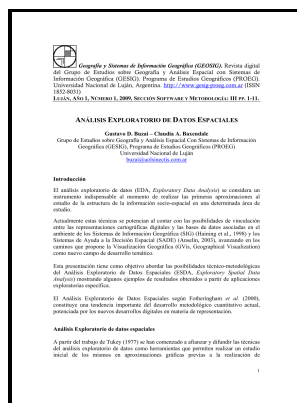 Geografía y Sistemas de Información Geográfica (GEOSIG). Revista digital
del Grupo de Estudios sobre Geografía y Análisis Espacial con Sistemas de
Información Geográfica (GESIG). Programa de Estudios Geográficos (PROEG).
Universidad Nacional de Luján, Argentina. http://www.gesig-proeg.com.ar (ISSN
1852-8031)
LUJÁN, AÑO 1, NÚMERO 1, 2009, SECCIÓN SOFTWARE Y METODOLOGÍA: III PP. 1-11.
ANÁLISIS EXPLORATORIO DE DATOS ESPACIALES
Gustavo D. Buzai – Claudia A. Baxendale
Grupo de Estudios sobre Geografía y Análisis Espacial Con Sistemas de Información
Geográfica (GESIG), Programa de Estudios Geográficos (PROEG)
Universidad Nacional de Luján
buzai@uolsinectis.com.ar
Introducción
El análisis exploratorio de datos (EDA, Exploratory Data Analysis) se considera un
instrumento indispensable al momento de realizar las primeras aproximaciones al
estudio de la estructura de la información socio-espacial en una determinada área de
estudio.
Actualmente estas técnicas se potencian al contar con las posibilidades de vinculación
entre las representaciones cartográficas digitales y las bases de datos asociadas en el
ambiente de los Sistemas de Información Geográfica (SIG) (Haining et al., 1998) y los
Sistemas de Ayuda a la Decisión Espacial (SADE) (Anselin, 2003), avanzando en los
caminos que propone la Visualización Geográfica (GVis, Geographical Visualization)
como nuevo campo de desarrollo temático.
Esta presentación tiene como objetivo abordar las posibilidades técnico-metodológicas
del Análisis Exploratorio de Datos Espaciales (ESDA, Exploratory Spatial Data
Analysis) mostrando algunos ejemplos de resultados obtenidos a partir de aplicaciones
exploratorias específica.
El Análisis Exploratorio de Datos Espaciales según Fotheringham et al. (2000),
constituye una tendencia importante del desarrollo metodológico cuantitativo actual,
potenciada por los nuevos desarrollos digitales en materia de representación.
Análisis Exploratorio de datos espaciales
A partir del trabajo de Tukey (1977) se han comenzado a afianzar y difundir las técnicas
del análisis exploratorio de datos como herramientas que permiten realizar un estudio
inicial de los mismos en aproximaciones gráficas previas a la realización de
1